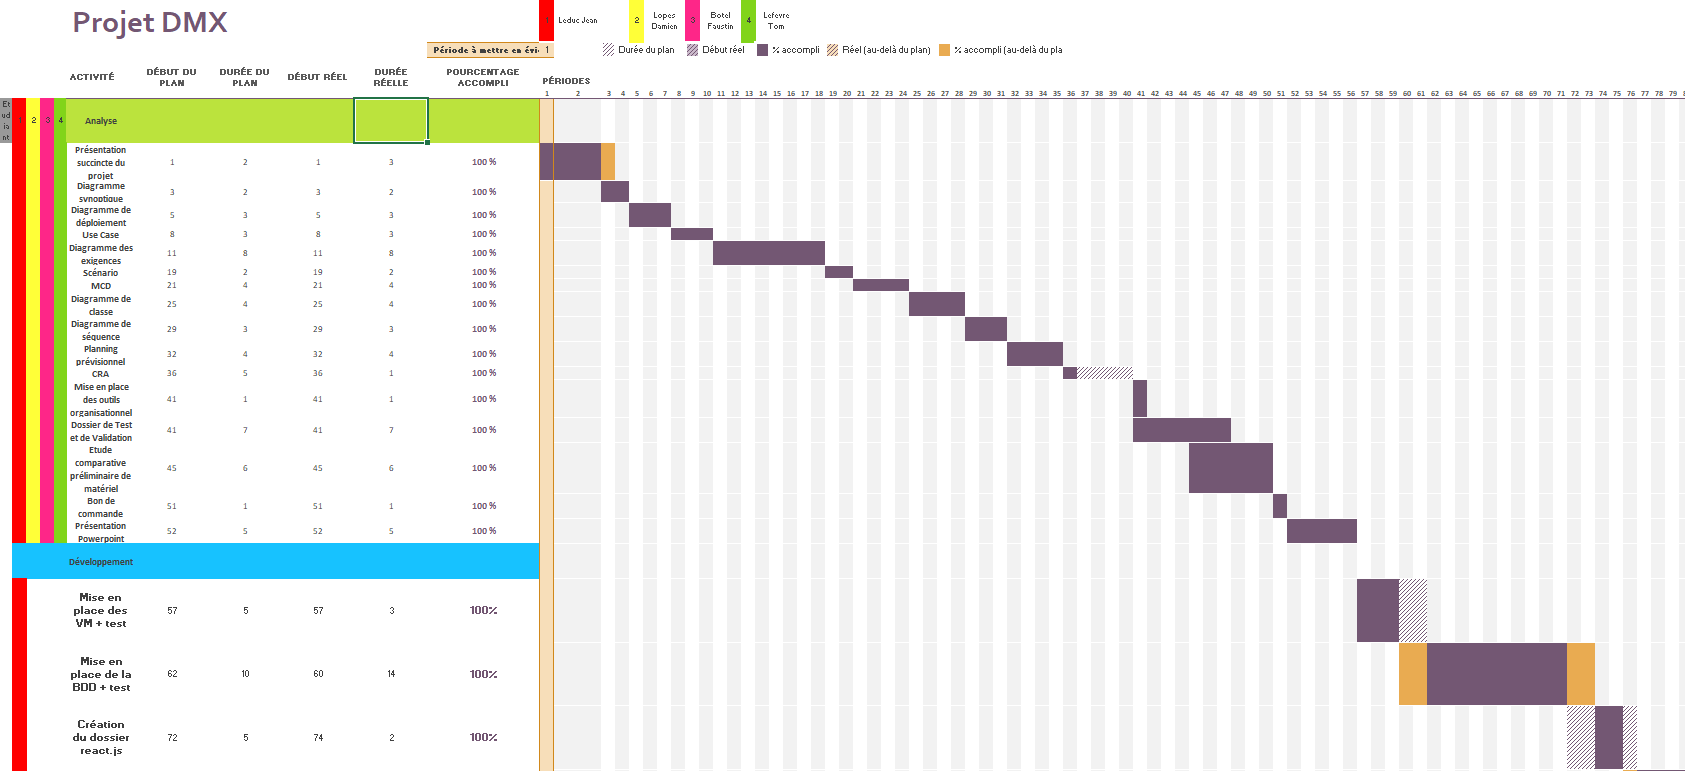 Projet DMX
1 Leduc Jean 2 Lopes Damien 3 Botel Faustin 4 Lefevre Tom
Période à mettre en évi 1 Durée du plan Début réel % accompli Réel (au-delà du plan) % accompli (au-delà du pla
ACTIVITÉ DÉBUT DU PLAN DURÉE DU PLAN DÉBUT RÉEL DURÉE RÉELLE POURCENTAGE ACCOMPLI PÉRIODES
1 2 3 4 5 6 7 8 9 10 11 12 13 14 15 16 17 18 19 20 21 22 23 24 25 26 27 28 29 30 31 32 33 34 35 36 37 38 39 40 41 42 43 44 45 46 47 48 49 50 51 52 53 54 55 56 57 58 59 60 61 62 63 64 65 66 67 68 69 70 71 72 73 74 75 76 77 78 79
Etudiant 1 2 3 4 Analyse
Présentation succincte du projet 1 2 1 3 100 %
Diagramme synoptique 3 2 3 2 100 %
Diagramme de déploiement 5 3 5 3 100 %
Use Case 8 3 8 3 100 %
Diagramme des exigences 11 8 11 8 100 %
Scénario 19 2 19 2 100 %
MCD 21 4 21 4 100 %
Diagramme de classe 25 4 25 4 100 %
Diagramme de séquence 29 3 29 3 100 %
Planning prévisionnel 32 4 32 4 100 %
CRA 36 5 36 1 100 %
Mise en place des outils organisationnel 41 1 41 1 100 %
Dossier de Test et de Validation 41 7 41 7 100 %
Etude comparative préliminaire de matériel 45 6 45 6 100 %
Bon de commande 51 1 51 1 100 %
Présentation Powerpoint 52 5 52 5 100 %
Développement
Mise en place des VM + test 57 5 57 3 100%
Mise en place de la BDD + test 62 10 60 14 100%
Création du dossier react.js 72 5 74 2 100%